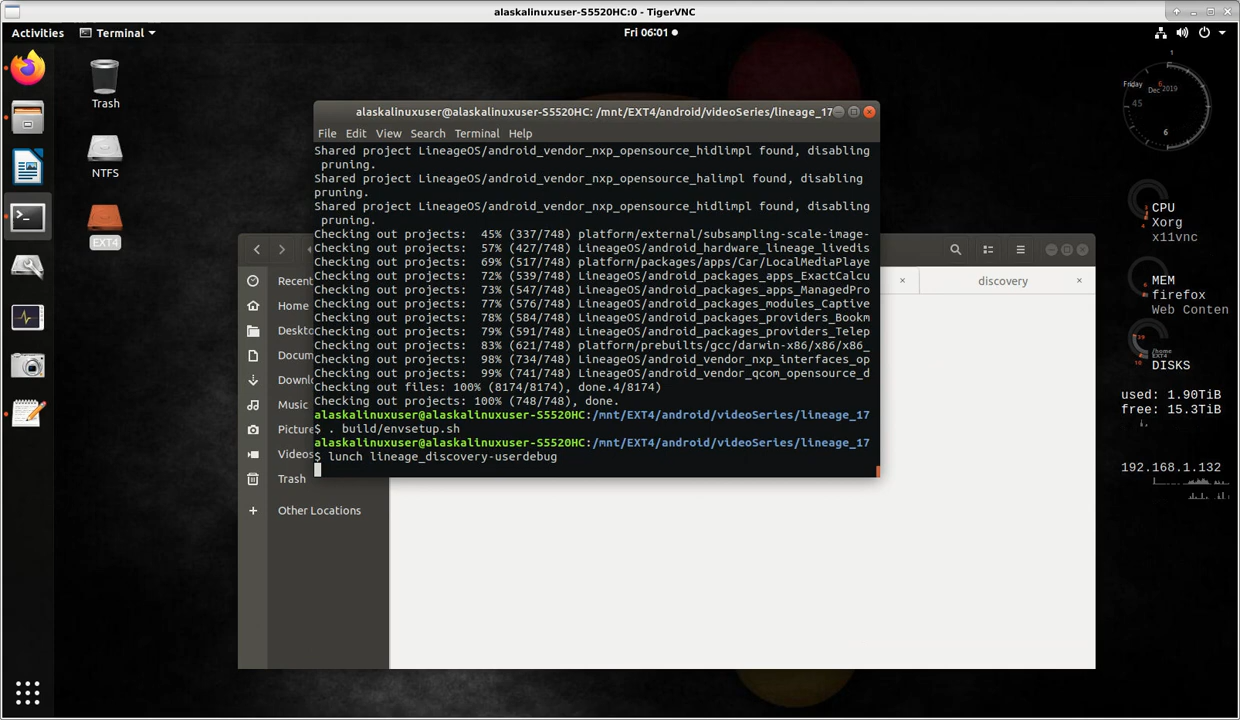 alaskalinuxuser-S5520HC:0 - TigerVNC
Activities
Terminal
Fri 06:01
Trash
NTFS
EXT4
alaskalinuxuser@alaskalinuxuser-S5520HC: /mnt/EXT4/android/videoSeries/lineage_17
File Edit View Search Terminal Help
Shared project LineageOS/android_vendor_nxp_opensource_hidlimpl found, disabling
pruning.
Shared project LineageOS/android_vendor_nxp_opensource_halimpl found, disabling
pruning.
Shared project LineageOS/android_vendor_nxp_opensource_hidlimpl found, disabling
pruning.
Checking out projects:  45% (337/748) platform/external/subsampling-scale-image-
Checking out projects:  57% (427/748) LineageOS/android_hardware_lineage_livedis
Checking out projects:  69% (517/748) platform/packages/apps/Car/LocalMediaPlaye
Checking out projects:  72% (539/748) LineageOS/android_packages_apps_ExactCalcu
Checking out projects:  73% (547/748) LineageOS/android_packages_apps_ManagedPro
Checking out projects:  77% (576/748) LineageOS/android_packages_modules_Captive
Checking out projects:  78% (584/748) LineageOS/android_packages_providers_Bookm
Checking out projects:  79% (591/748) LineageOS/android_packages_providers_Telep
Checking out projects:  83% (621/748) platform/prebuilts/gcc/darwin-x86/x86/x86_
Checking out projects:  98% (734/748) LineageOS/android_vendor_nxp_interfaces_op
Checking out projects:  99% (741/748) LineageOS/android_vendor_qcom_opensource_d
Checking out files: 100% (8174/8174), done.4/8174)
Checking out projects: 100% (748/748), done.
alaskalinuxuser@alaskalinuxuser-S5520HC:/mnt/EXT4/android/videoSeries/lineage_17
$ . build/envsetup.sh
alaskalinuxuser@alaskalinuxuser-S5520HC:/mnt/EXT4/android/videoSeries/lineage_17
$ lunch lineage_discovery-userdebug
Recent
Home
Deskto
Docum
Downl
Music
Picture
Videos
Trash
Other Locations
discovery
Friday 6
Dec 2019
45
1
6
CPU
Xorg
x11vnc
MEM
firefox
Web Conten
/home
EXT4
DISKS
used: 1.90TiB
free: 15.3TiB
192.168.1.132